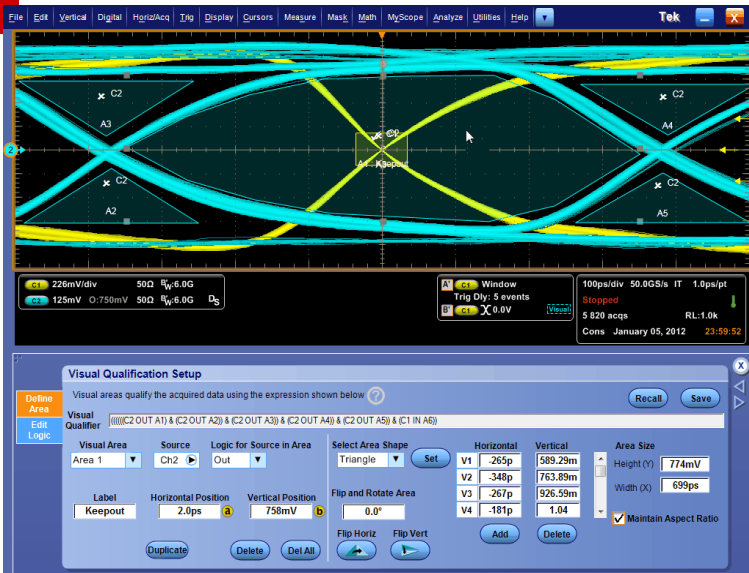 File Edit Vertical Digital Horiz/Acq Trig Display Cursors Measure Mask Math MyScope Analyze Utilities Help Tek X
C2 C2
A3 A4
2
C2 C2
A2 A5
C1 226mV/div 50Ω BW:6.0G
C2 125mV O:750mV 50Ω BW:6.0G DS
A' C1 Window
Trig Dly: 5 events
B' C1 0.0V Visual
100ps/div 50.0GS/s IT 1.0ps/pt
Stopped
5 820 acqs RL:1.0k
Cons January 05, 2012 23:59:52
Visual Qualification Setup
Define Area
Edit Logic
Visual areas qualify the acquired data using the expression shown below ?
Recall Save
Visual Qualifier ((((((C2 OUT A1) & (C2 OUT A2)) & (C2 OUT A3)) & (C2 OUT A4)) & (C2 OUT A5)) & (C1 IN A6))
Visual Area Source Logic for Source in Area
Area 1 Ch2 Out
Label Horizontal Position Vertical Position
Keepout 2.0ps a 758mV b
Duplicate Delete Del All
Select Area Shape
Triangle Set
Flip and Rotate Area
0.0°
Flip Horiz Flip Vert
Horizontal Vertical
V1 -265p 589.29m
V2 -348p 763.89m
V3 -267p 926.59m
V4 -181p 1.04
Add Delete
Area Size
Height (Y) 774mV
Width (X) 699ps
Maintain Aspect Ratio